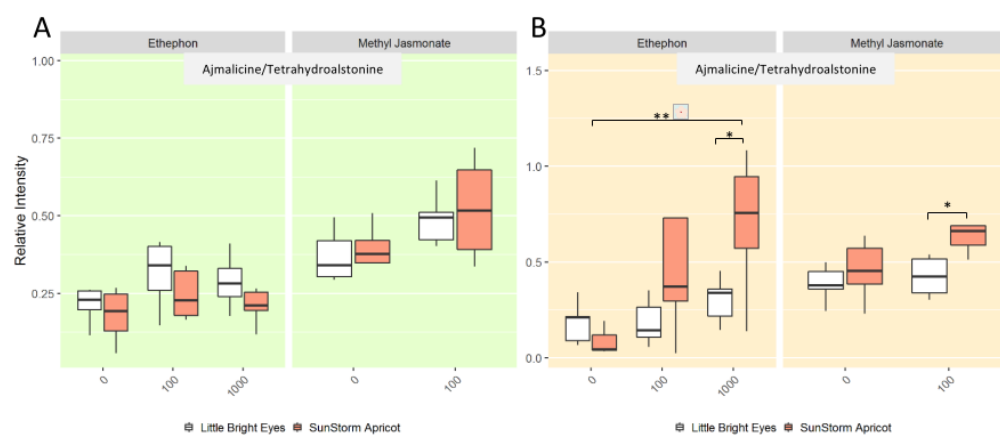 A
Ethephon
Methyl Jasmonate
Ajmalicine/Tetrahydroalstonine
Relative Intensity
1.00
0.75
0.50
0.25
0
100
1000
0
100
Little Bright Eyes
SunStorm Apricot
B
Ethephon
Methyl Jasmonate
Ajmalicine/Tetrahydroalstonine
1.5
1.0
0.5
0.0
**
*
*
0
100
1000
0
100
Little Bright Eyes
SunStorm Apricot